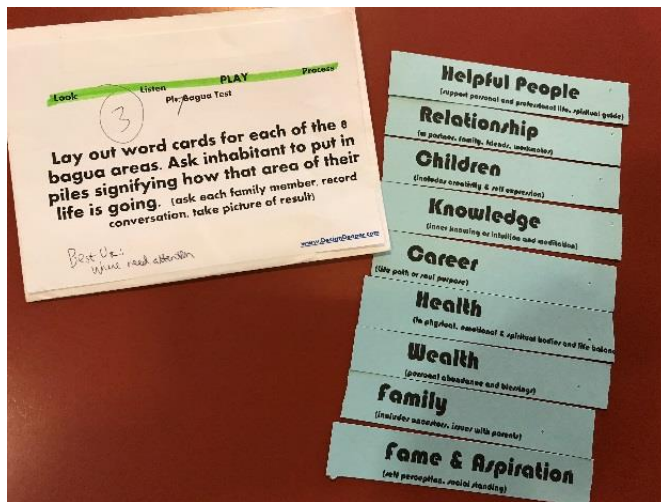 Look Listen PLAY Process
3
Play Bagua Test
Lay out word cards for each of the 8
bagua areas. Ask inhabitant to put in
piles signifying how that area of their
life is going. (ask each family member, record
conversation, take picture of result)
www.DesignDeeper.com
Best Use:
where need attention
Helpful People
(support personal and professional life, spiritual guide)
Relationship
(a partner, family, friends, workmates)
Children
(includes creativity & self expression)
Knowledge
(inner knowing or intuition and meditation)
Career
(life path or soul purpose)
Health
(in physical, emotional & spiritual bodies and life balance
Wealth
(personal abundance and blessings)
Family
(includes ancestors, issues with parents)
Fame & Aspiration
(self perception, social standing)